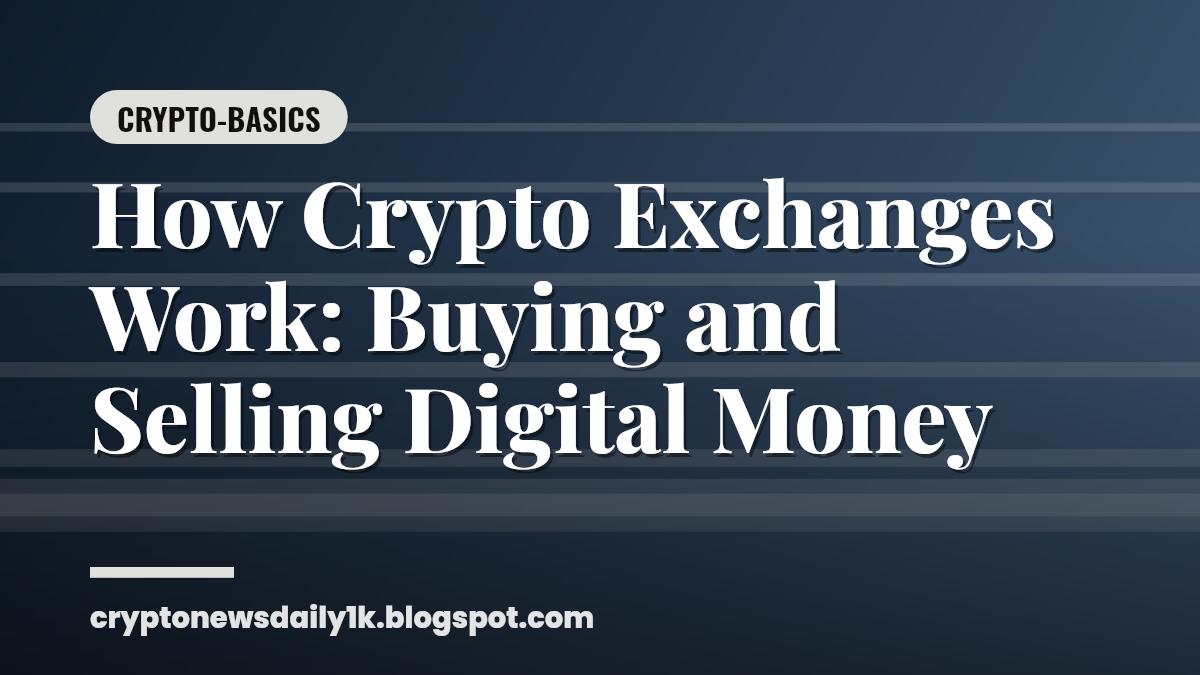 CRYPTO-BASICS
How Crypto Exchanges
Work: Buying and
Selling Digital Money
cryptonewsdaily1k.blogspot.com